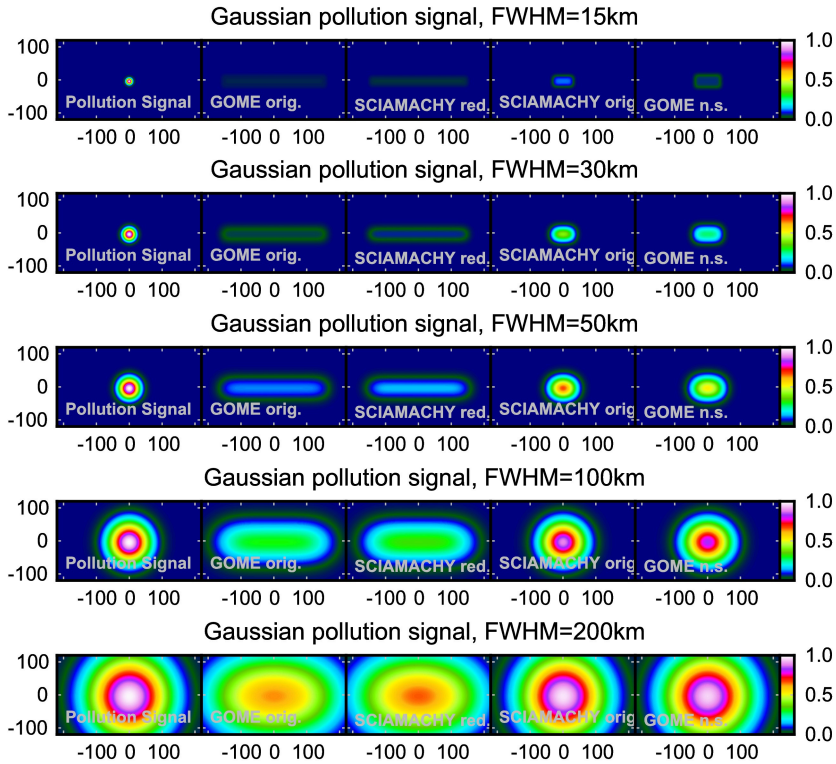 Gaussian pollution signal, FWHM=15km
100
0
-100
Pollution Signal
GOME orig.
SCIAMACHY red.
SCIAMACHY orig
GOME n.s.
1.0
0.5
0.0
-100 0 100
-100 0 100
-100 0 100
-100 0 100
-100 0 100
Gaussian pollution signal, FWHM=30km
100
0
-100
Pollution Signal
GOME orig.
SCIAMACHY red.
SCIAMACHY orig
GOME n.s.
1.0
0.5
0.0
-100 0 100
-100 0 100
-100 0 100
-100 0 100
-100 0 100
Gaussian pollution signal, FWHM=50km
100
0
-100
Pollution Signal
GOME orig.
SCIAMACHY red.
SCIAMACHY orig
GOME n.s.
1.0
0.5
0.0
-100 0 100
-100 0 100
-100 0 100
-100 0 100
-100 0 100
Gaussian pollution signal, FWHM=100km
100
0
-100
Pollution Signal
GOME orig.
SCIAMACHY red.
SCIAMACHY orig
GOME n.s.
1.0
0.5
0.0
-100 0 100
-100 0 100
-100 0 100
-100 0 100
-100 0 100
Gaussian pollution signal, FWHM=200km
100
0
-100
Pollution Signal
GOME orig.
SCIAMACHY red.
SCIAMACHY orig
GOME n.s.
1.0
0.5
0.0
-100 0 100
-100 0 100
-100 0 100
-100 0 100
-100 0 100